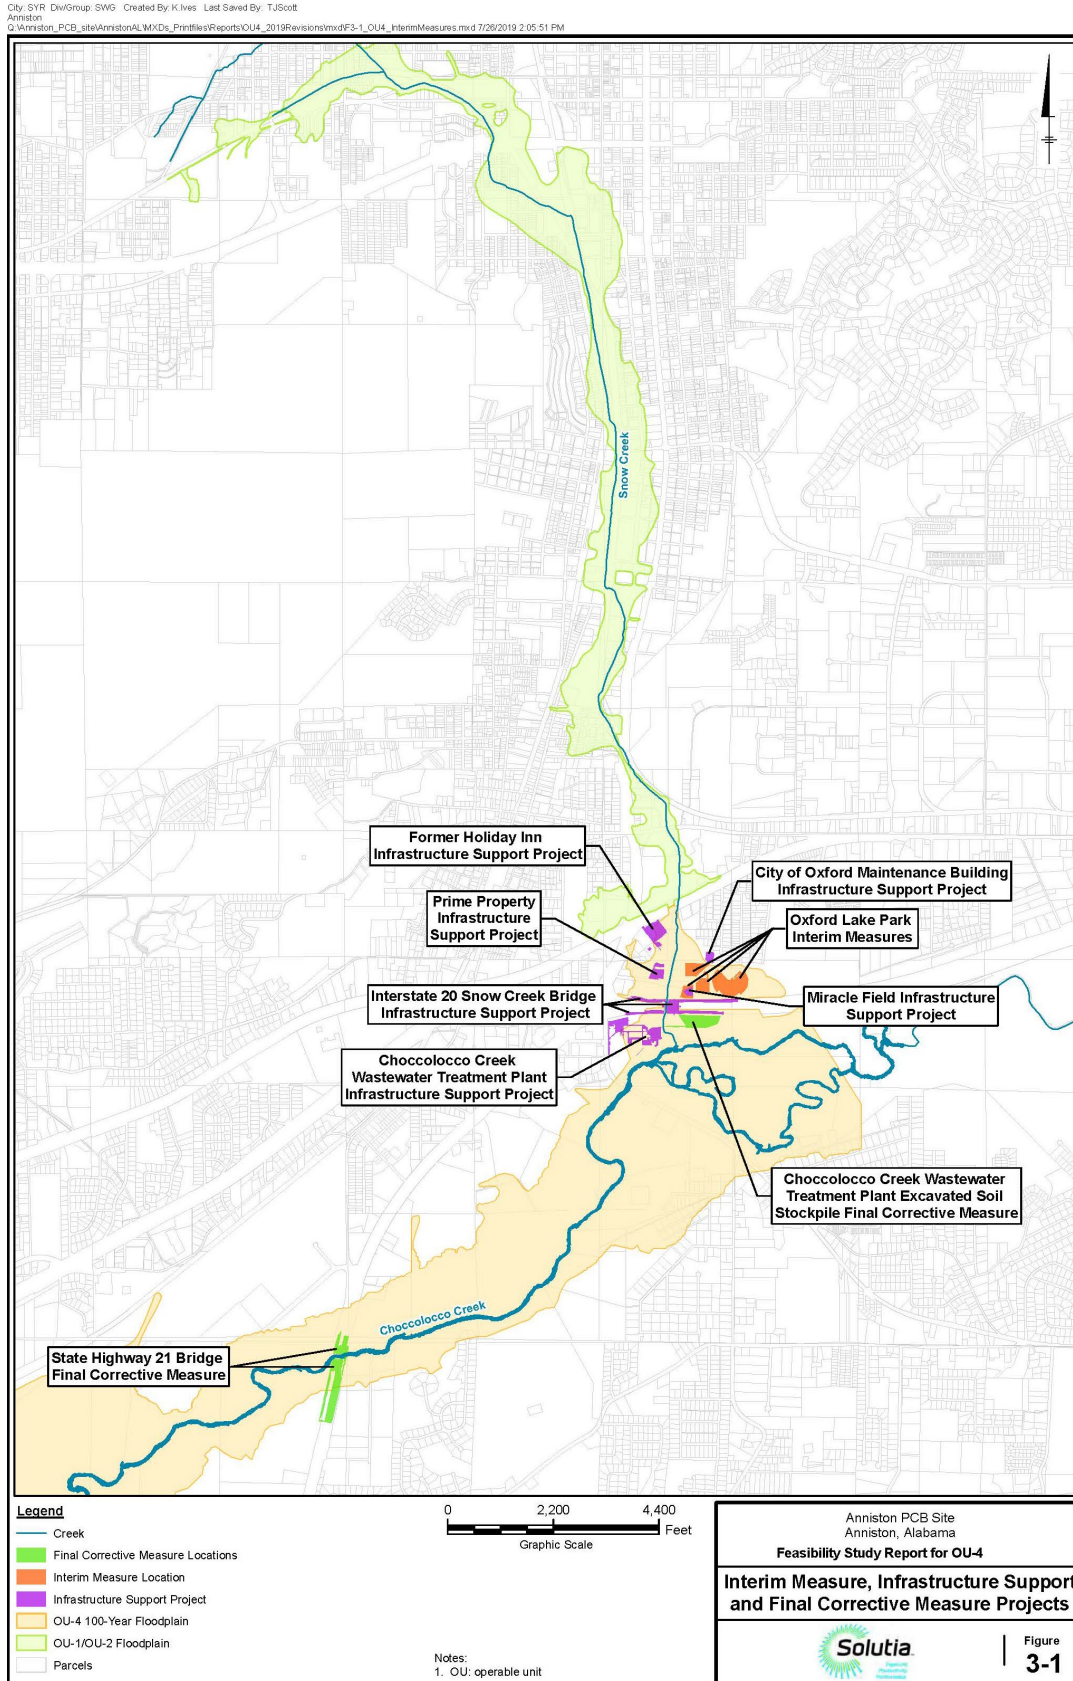 City: SYR Div/Group: SWG Created By: K.Ives Last Saved By: TJScott
Anniston
Q:\Anniston_PCB_site\AnnistonAL\MXDs_Printfiles\Reports\OU4_2019Revisions\mxd\F3-1_OU4_InterimMeasures.mxd 7/26/2019 2:05:51 PM
Snow Creek
Former Holiday Inn
Infrastructure Support Project
City of Oxford Maintenance Building
Infrastructure Support Project
Prime Property
Infrastructure
Support Project
Oxford Lake Park
Interim Measures
Interstate 20 Snow Creek Bridge
Infrastructure Support Project
Miracle Field Infrastructure
Support Project
Choccolocco Creek
Wastewater Treatment Plant
Infrastructure Support Project
Choccolocco Creek Wastewater
Treatment Plant Excavated Soil
Stockpile Final Corrective Measure
Choccolocco Creek
State Highway 21 Bridge
Final Corrective Measure
Legend
Creek
Final Corrective Measure Locations
Interim Measure Location
Infrastructure Support Project
OU-4 100-Year Floodplain
OU-1/OU-2 Floodplain
Parcels
0 2,200 4,400
Feet
Graphic Scale
Notes:
1. OU: operable unit
Anniston PCB Site
Anniston, Alabama
Feasibility Study Report for OU-4
Interim Measure, Infrastructure Support
and Final Corrective Measure Projects
Solutia
Figure
3-1